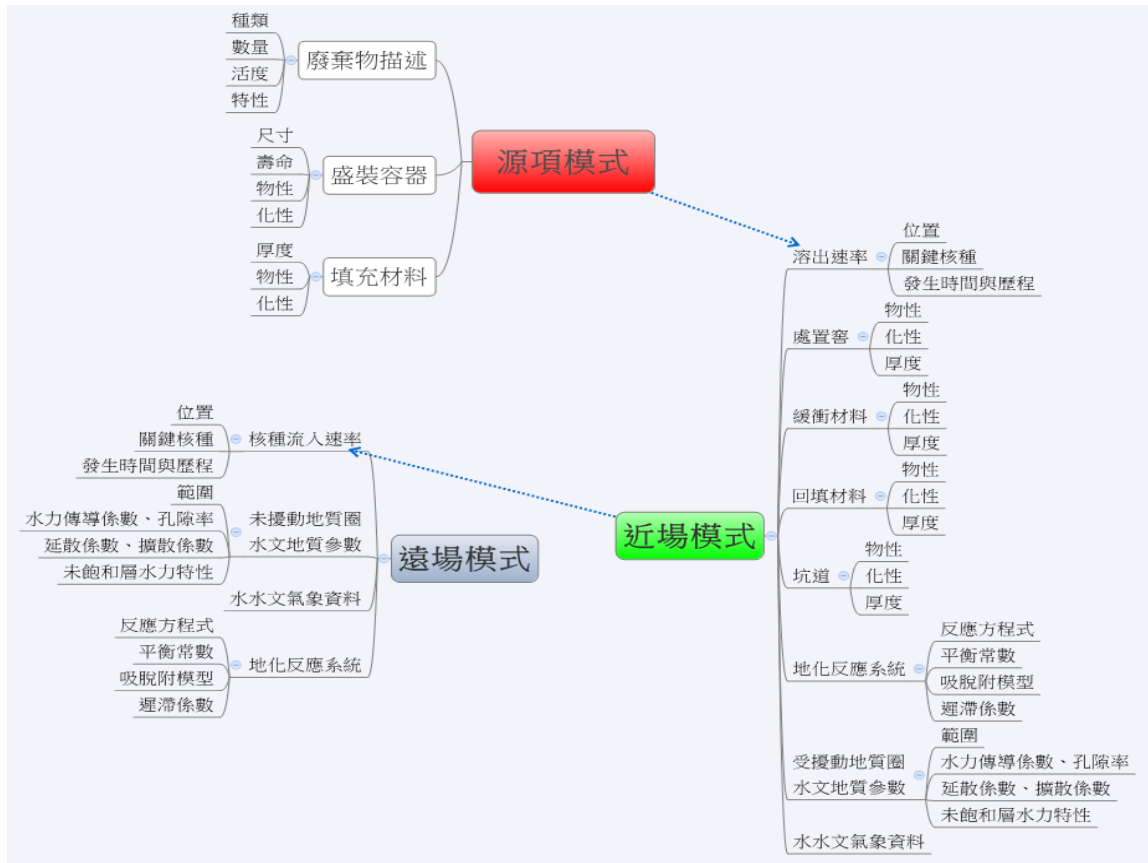 種類
數量
活度
特性
廢棄物描述
尺寸
壽命
物性
化性
盛裝容器
厚度
物性
化性
填充材料
源項模式
溶出速率
位置
關鍵核種
發生時間與歷程
處置窖
物性
化性
厚度
緩衝材料
物性
化性
厚度
回填材料
物性
化性
厚度
坑道
物性
化性
厚度
地化反應系統
反應方程式
平衡常數
吸脫附模型
遲滯係數
受擾動地質圈
水文地質參數
範圍
水力傳導係數、孔隙率
延散係數、擴散係數
未飽和層水力特性
水水文氣象資料
近場模式
位置
關鍵核種
發生時間與歷程
核種流入速率
範圍
水力傳導係數、孔隙率
延散係數、擴散係數
未飽和層水力特性
未擾動地質圈
水文地質參數
水水文氣象資料
反應方程式
平衡常數
吸脫附模型
遲滯係數
地化反應系統
遠場模式